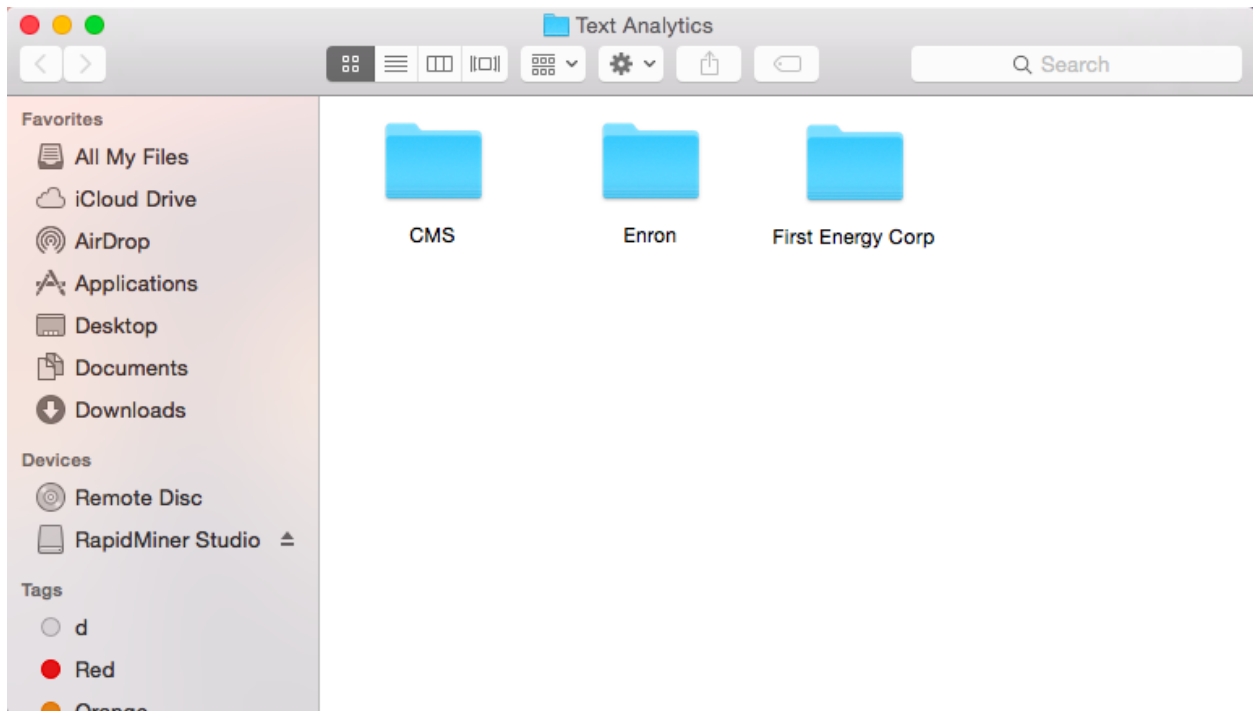 Text Analytics
Search
Favorites
All My Files
iCloud Drive
AirDrop
Applications
Desktop
Documents
Downloads
Devices
Remote Disc
RapidMiner Studio
Tags
d
Red
Orange
CMS
Enron
First Energy Corp